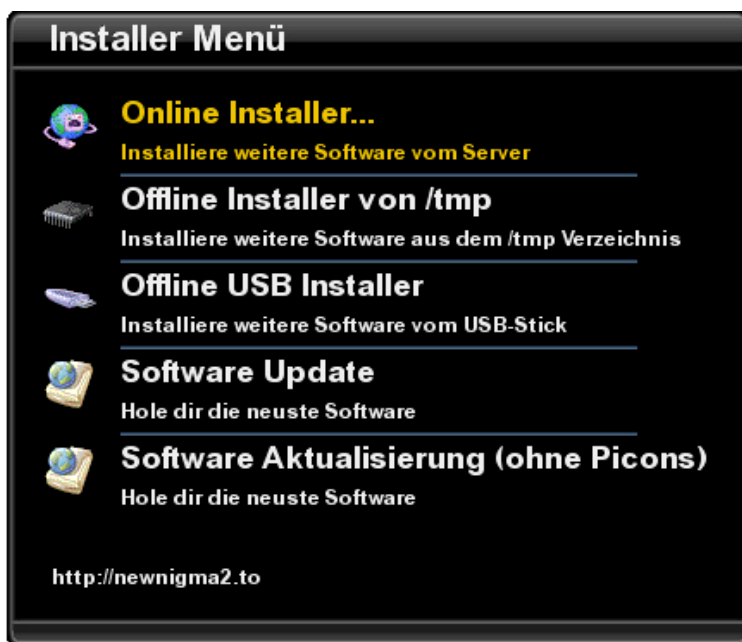 Installer Menü
Online Installer...
Installiere weitere Software vom Server
Offline Installer von /tmp
Installiere weitere Software aus dem /tmp Verzeichnis
Offline USB Installer
Installiere weitere Software vom USB-Stick
Software Update
Hole dir die neuste Software
Software Aktualisierung (ohne Picons)
Hole dir die neuste Software
http://newnigma2.to